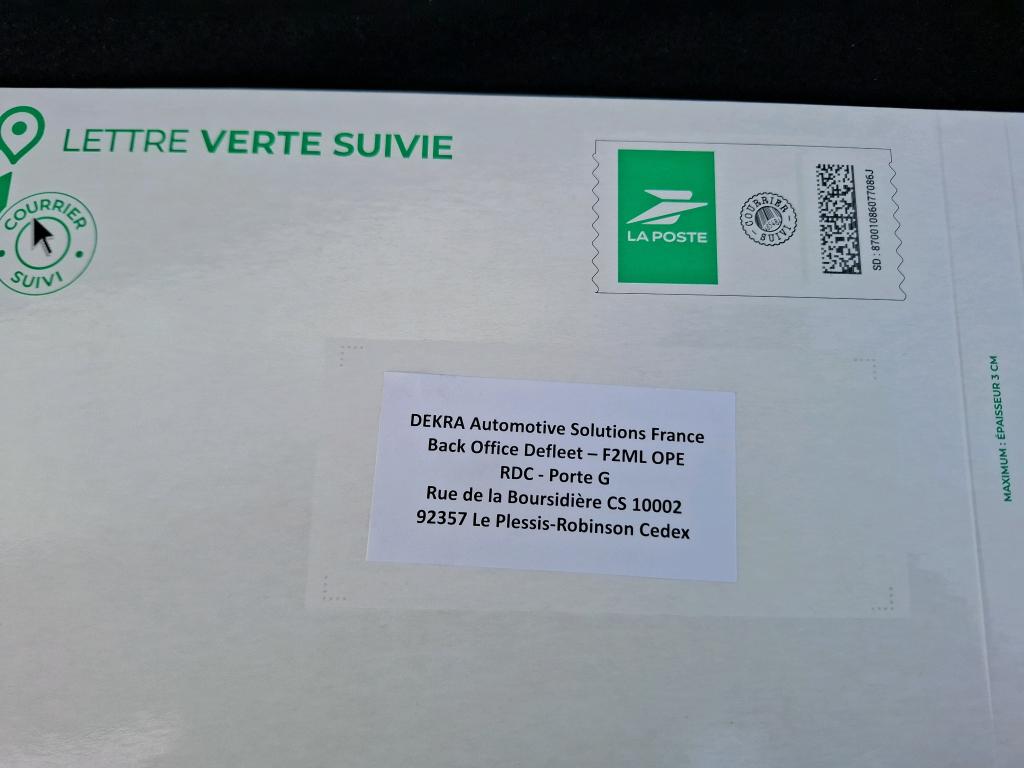 LETTRE VERTE SUIVIE
COURRIER
SUIVI
LA POSTE
COURRIER
SUIVI
SD : 87001086077086J
DEKRA Automotive Solutions France
Back Office Defleet – F2ML OPE
RDC - Porte G
Rue de la Boursidière CS 10002
92357 Le Plessis-Robinson Cedex
MAXIMUM : ÉPAISSEUR 3 CM